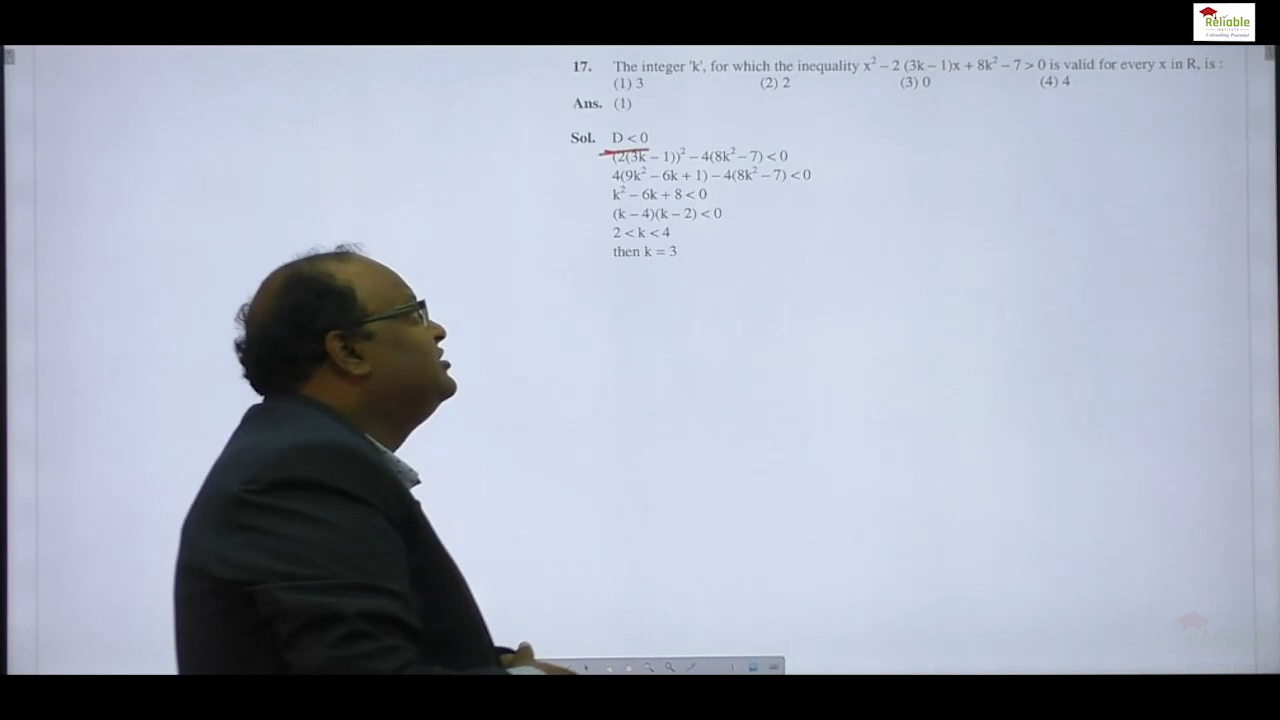 Reliable
INSTITUTE
Unleashing Potential
17. The integer 'k', for which the inequality x² – 2 (3k – 1)x + 8k² – 7 > 0 is valid for every x in R, is :
(1) 3 (2) 2 (3) 0 (4) 4
Ans. (1)
Sol. D < 0
(2(3k – 1))² – 4(8k² – 7) < 0
4(9k² – 6k + 1) – 4(8k² – 7) < 0
k² – 6k + 8 < 0
(k – 4)(k – 2) < 0
2 < k < 4
then k = 3